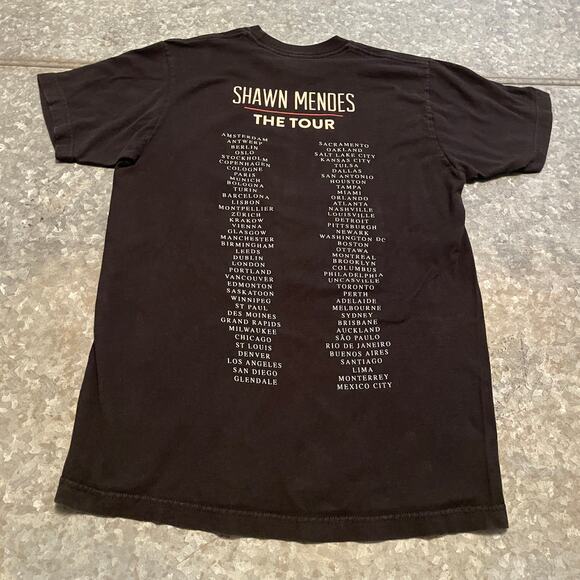 SHAWN MENDES
THE TOUR
AMSTERDAM
ANTWERP
BERLIN
OSLO
STOCKHOLM
COPENHAGEN
COLOGNE
PARIS
MUNICH
BOLOGNA
TURIN
BARCELONA
LISBON
MONTPELLIER
ZÜRICH
KRAKOW
VIENNA
GLASGOW
MANCHESTER
BIRMINGHAM
LEEDS
DUBLIN
LONDON
PORTLAND
VANCOUVER
EDMONTON
SASKATOON
WINNIPEG
ST PAUL
DES MOINES
GRAND RAPIDS
MILWAUKEE
CHICAGO
ST LOUIS
DENVER
LOS ANGELES
SAN DIEGO
GLENDALE
SACRAMENTO
OAKLAND
SALT LAKE CITY
KANSAS CITY
TULSA
DALLAS
SAN ANTONIO
HOUSTON
TAMPA
MIAMI
ORLANDO
ATLANTA
NASHVILLE
LOUISVILLE
DETROIT
PITTSBURGH
NEWARK
WASHINGTON DC
BOSTON
OTTAWA
MONTREAL
BROOKLYN
COLUMBUS
PHILADELPHIA
UNCASVILLE
TORONTO
PERTH
ADELAIDE
MELBOURNE
SYDNEY
BRISBANE
AUCKLAND
SÃO PAULO
RIO DE JANEIRO
BUENOS AIRES
SANTIAGO
LIMA
MONTERREY
MEXICO CITY